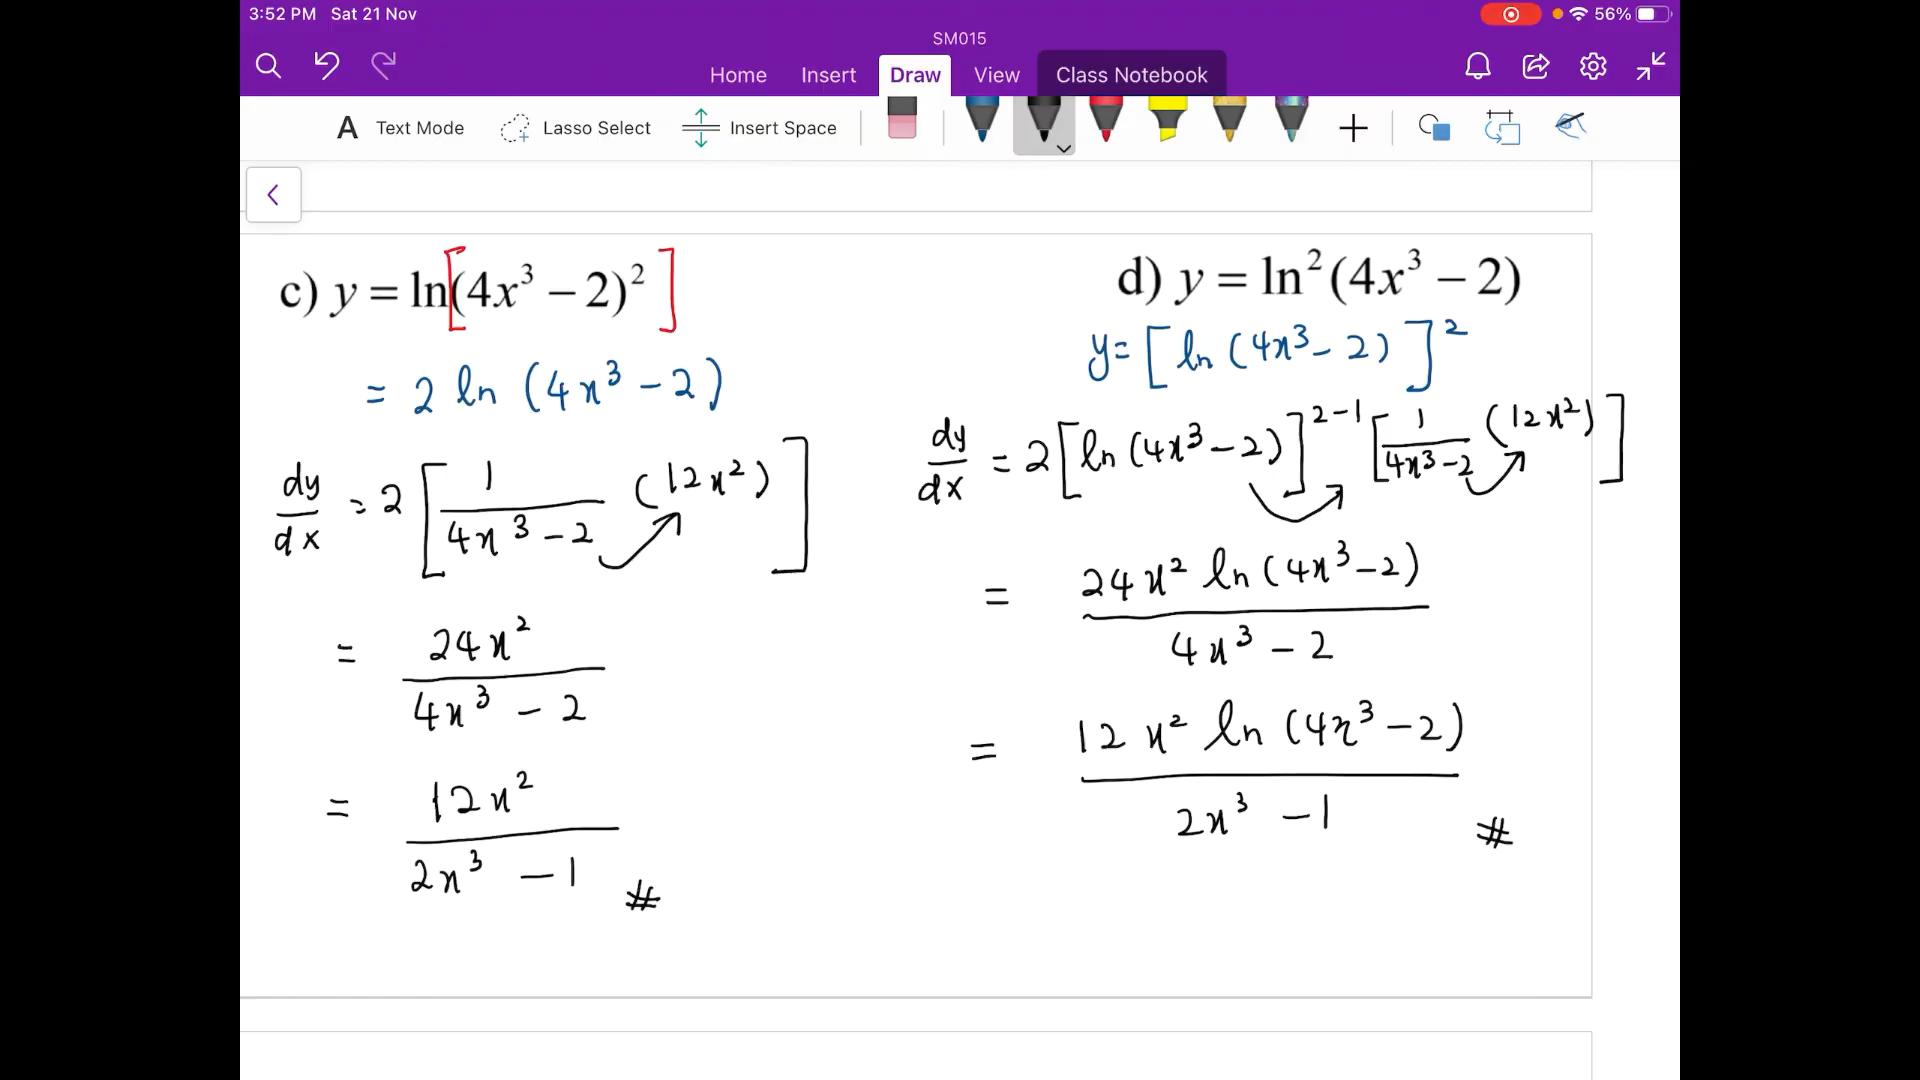 3:52 PM Sat 21 Nov
56%
SM015
Home Insert Draw View Class Notebook
A Text Mode Lasso Select Insert Space
c) y = ln[(4x³ − 2)²]
= 2 ln (4x³ − 2)
dy/dx = 2 [1/(4x³ − 2) (12x²)]
= 24x²/(4x³ − 2)
= 12x²/(2x³ − 1) #
d) y = ln²(4x³ − 2)
y = [ln (4x³ − 2)]²
dy/dx = 2[ln (4x³ − 2)]²⁻¹ [1/(4x³ − 2) (12x²)]
= 24x² ln (4x³ − 2)/(4x³ − 2)
= 12x² ln (4x³ − 2)/(2x³ − 1) #